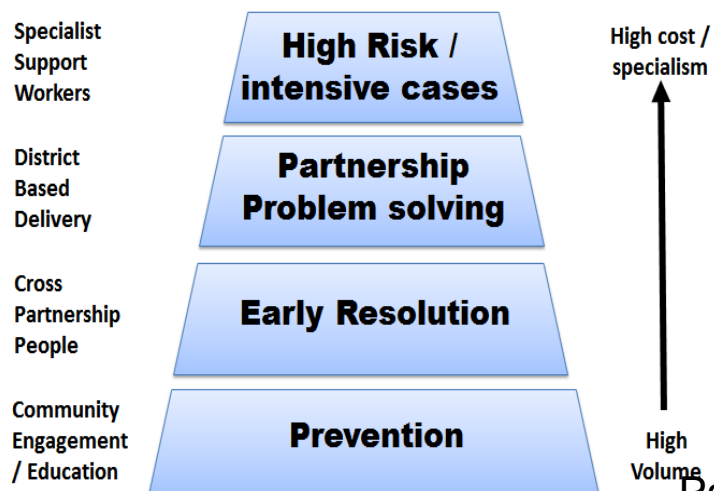 Specialist
Support
Workers
High Risk /
intensive cases
High cost /
specialism
District
Based
Delivery
Partnership
Problem solving
Cross
Partnership
People
Early Resolution
Community
Engagement
/ Education
Prevention
High
Volume